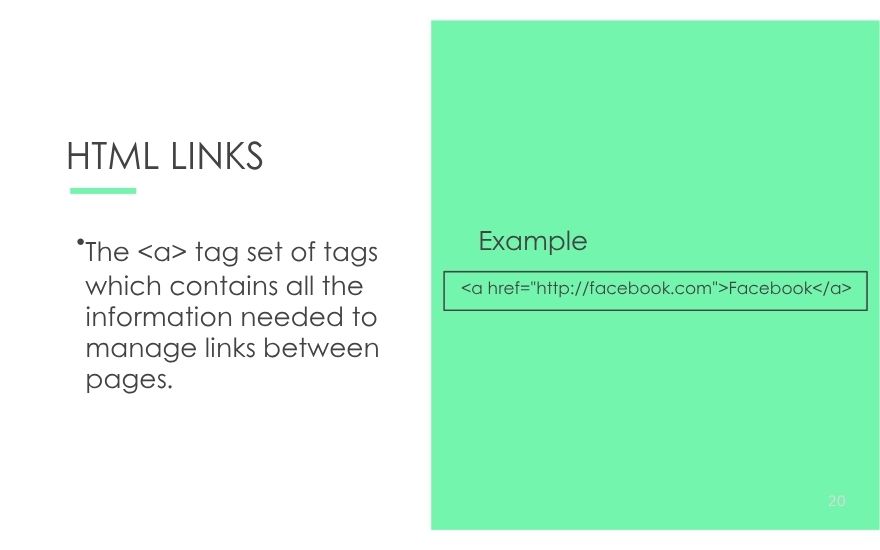 HTML LINKS
•The <a> tag set of tags
which contains all the
information needed to
manage links between
pages.
Example
<a href="http://facebook.com">Facebook</a>
20